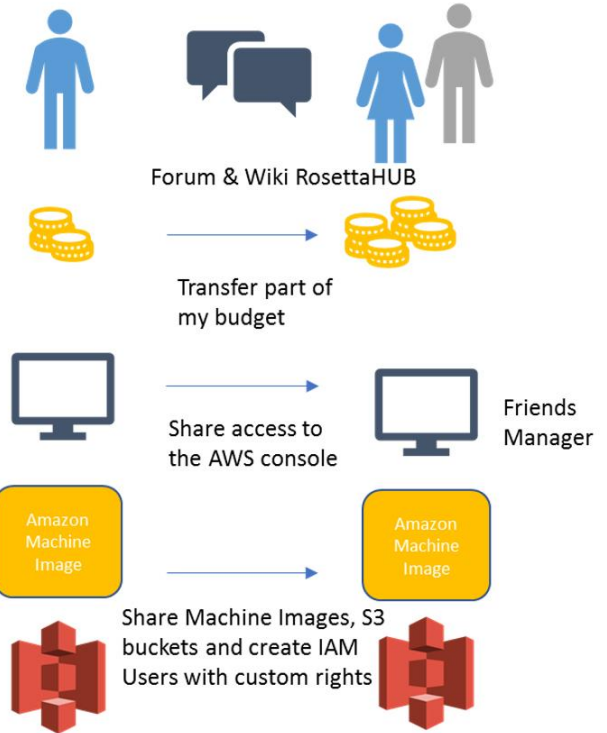 Forum & Wiki RosettaHUB
Transfer part of
my budget
Share access to
the AWS console
Friends
Manager
Amazon
Machine
Image
Amazon
Machine
Image
Share Machine Images, S3
buckets and create IAM
Users with custom rights